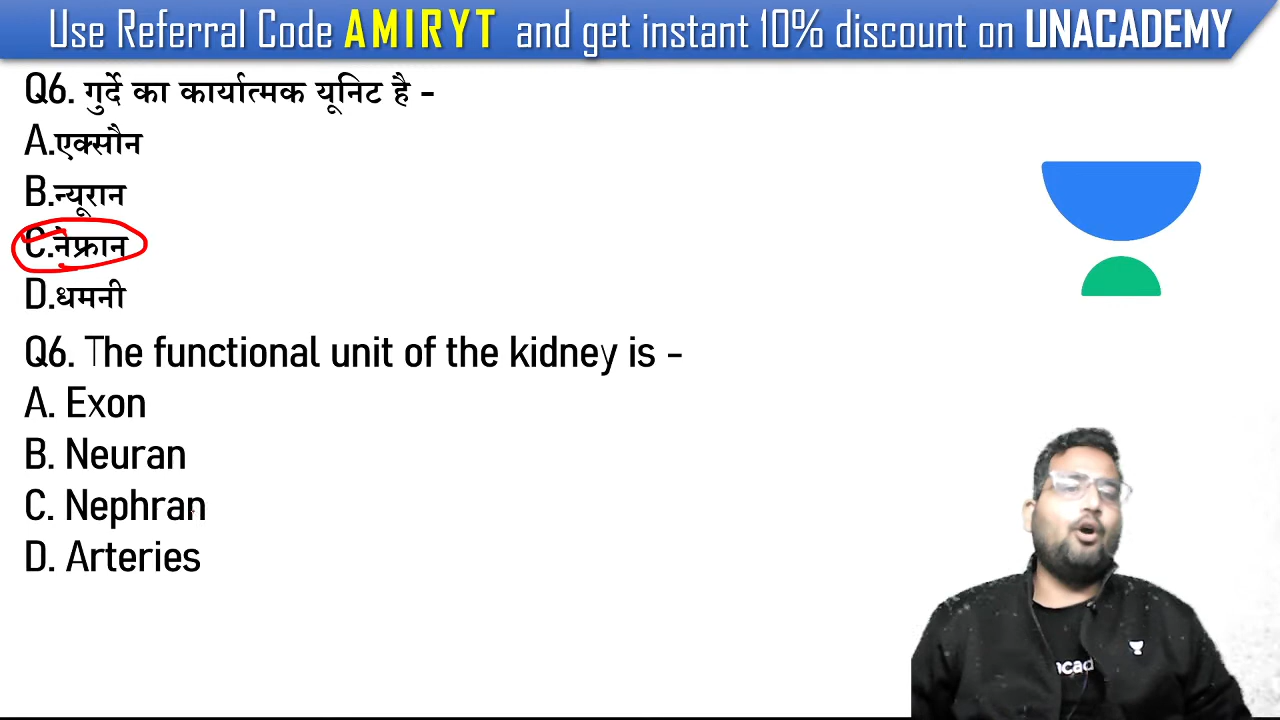 Use Referral Code AMIRYT and get instant 10% discount on UNACADEMY
Q6. गुर्दे का कार्यात्मक यूनिट है -
A.एक्सौन
B.न्यूरान
C.नेफ्रान
D.धमनी
Q6. The functional unit of the kidney is -
A. Exon
B. Neuran
C. Nephran
D. Arteries